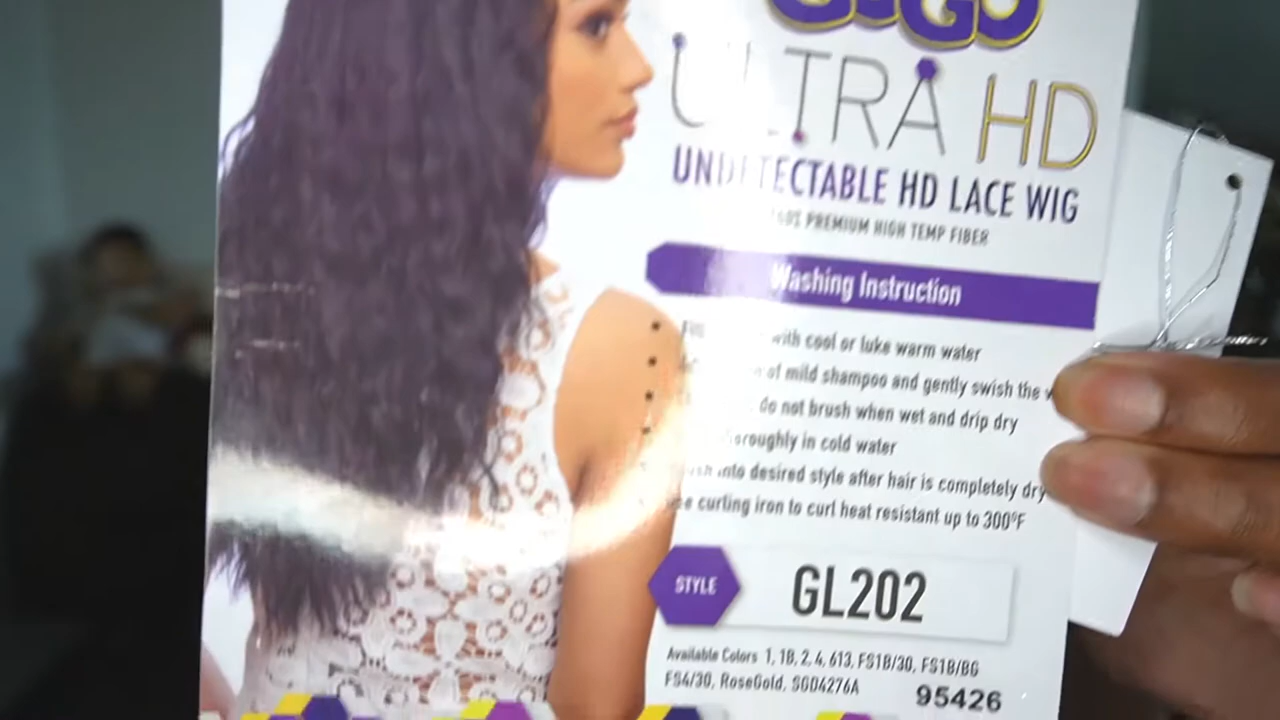 ULTRA HD
UNDETECTABLE HD LACE WIG
PREMIUM HIGH TEMP FIBER
Washing Instruction
with cool or luke warm water
of mild shampoo and gently swish the
do not brush when wet and drip dry
in cold water
into desired style after hair is completely dry
curling iron to curl heat resistant up to 300°F
STYLE
GL202
Available Colors 1, 1B, 2, 4, 613, FS1B/30, FS1B/BG
FS4/30, RoseGold, SGD4276A
95426